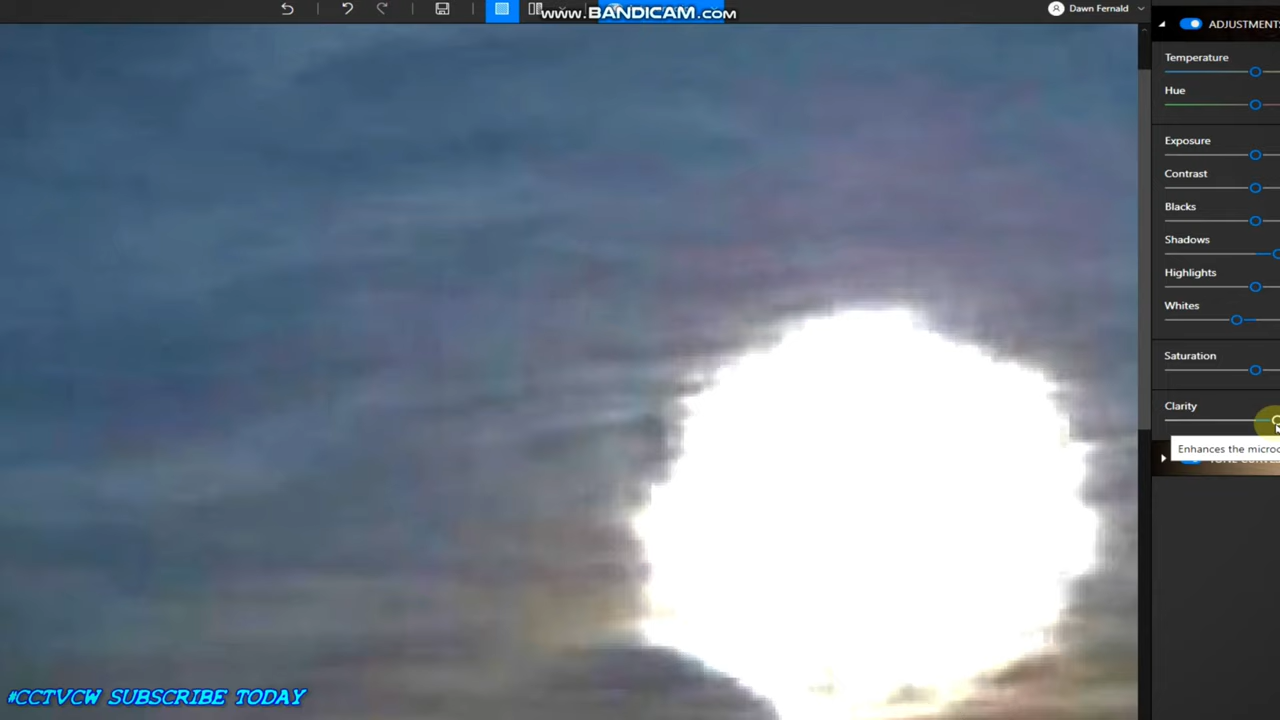 www.BANDICAM.com
Dawn Fernald
ADJUSTMENTS
Temperature
Hue
Exposure
Contrast
Blacks
Shadows
Highlights
Whites
Saturation
Clarity
Enhances the microc
#CCTVCW SUBSCRIBE TODAY